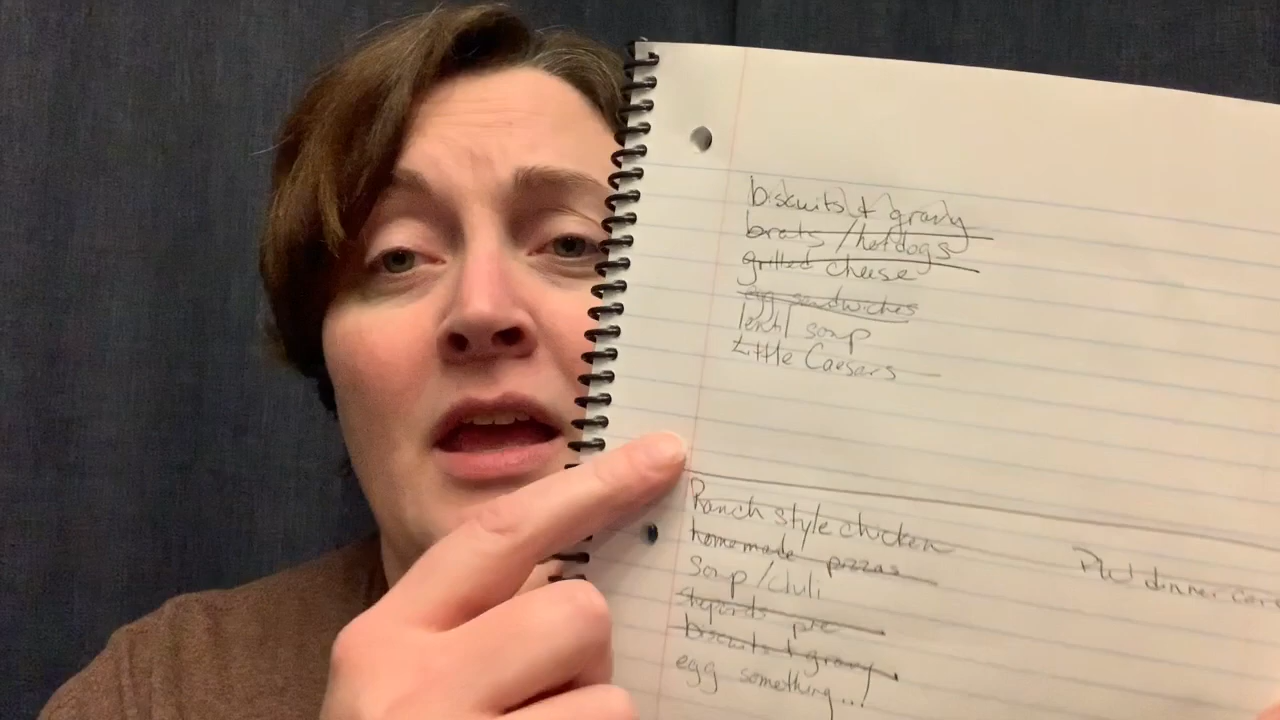 biscuits & gravy
brats / hotdogs
grilled cheese
egg sandwiches
lentil soup
Little Caesars
Ranch style chicken
homemade pizzas
Soup / chili
biscuits & gravy
egg something...!
dinner